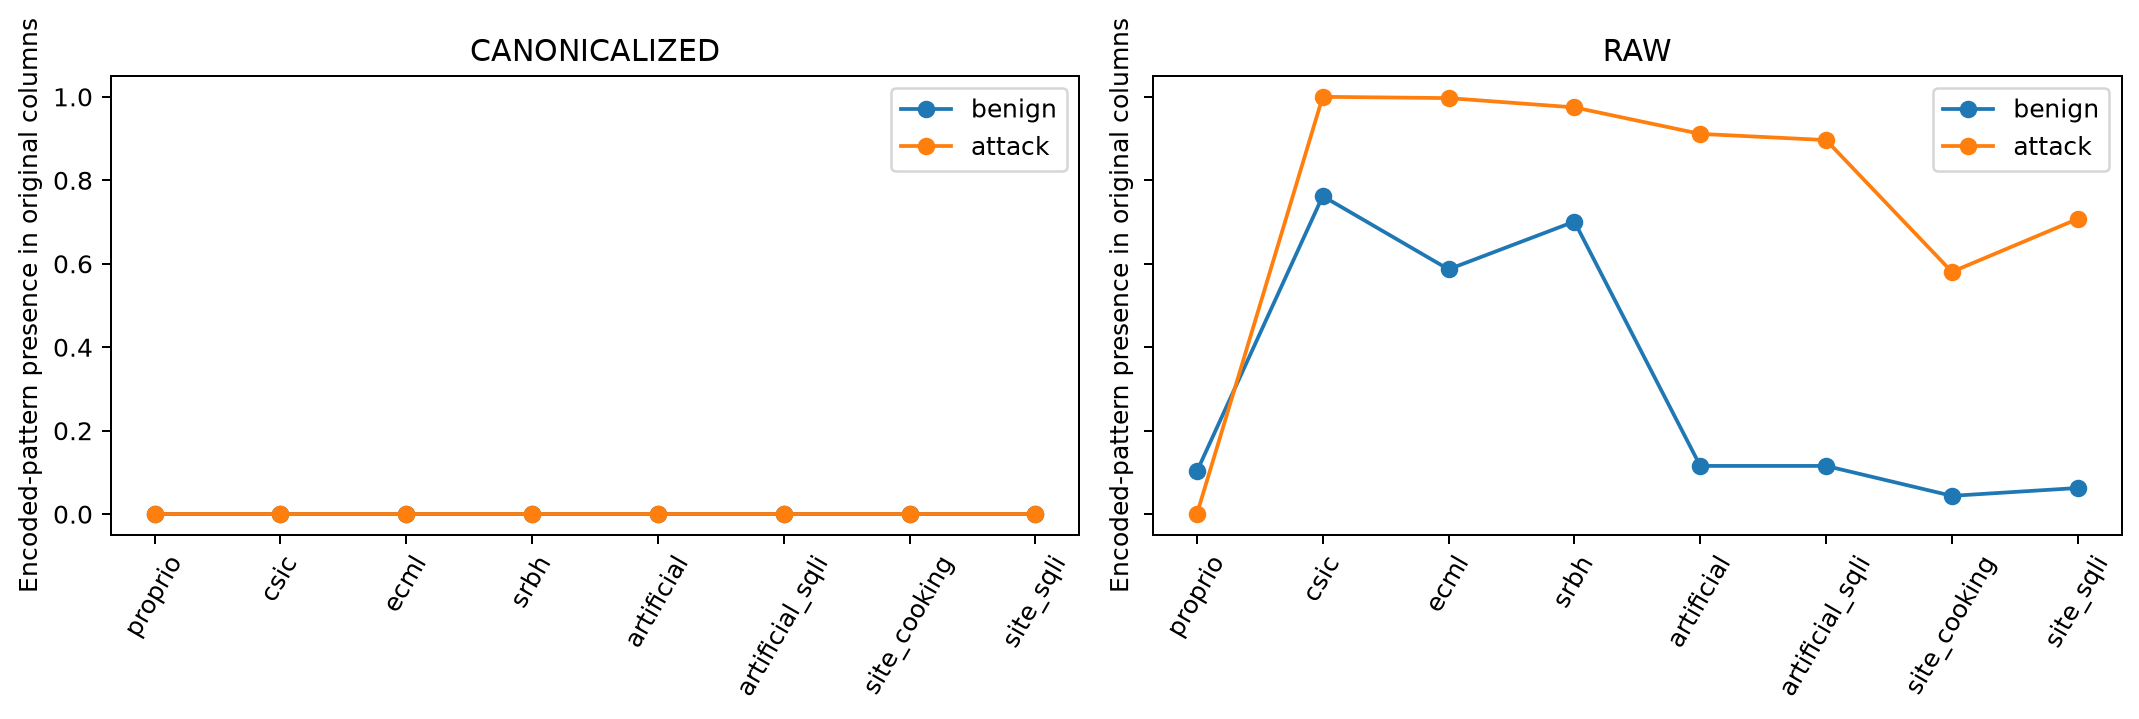 CANONICALIZED
Encoded-pattern presence in original columns
1.0
0.8
0.6
0.4
0.2
0.0
benign
attack
proprio
csic
ecml
srbh
artificial
artificial_sqli
site_cooking
site_sqli
RAW
Encoded-pattern presence in original columns
benign
attack
proprio
csic
ecml
srbh
artificial
artificial_sqli
site_cooking
site_sqli